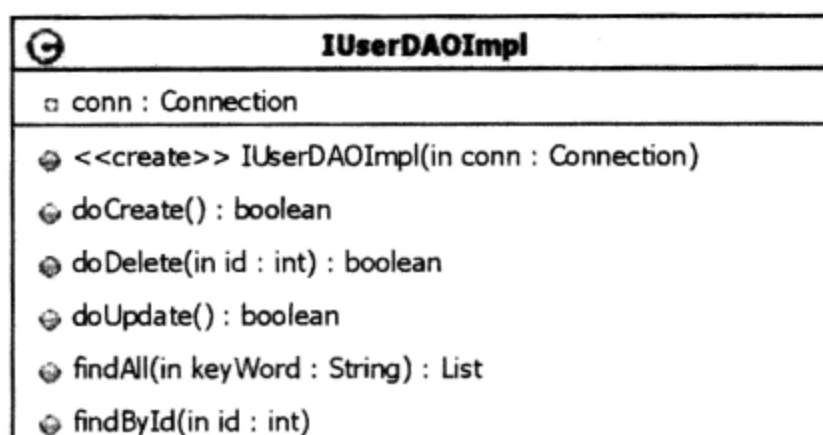 IUserDAOImpl
conn : Connection
<<create>> IUserDAOImpl(in conn : Connection)
doCreate() : boolean
doDelete(in id : int) : boolean
doUpdate() : boolean
findAll(in keyWord : String) : List
findById(in id : int)